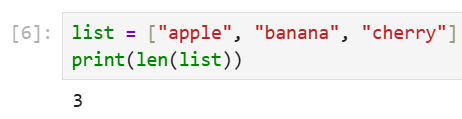 [6]: list = ["apple", "banana", "cherry"]
print(len(list))
3